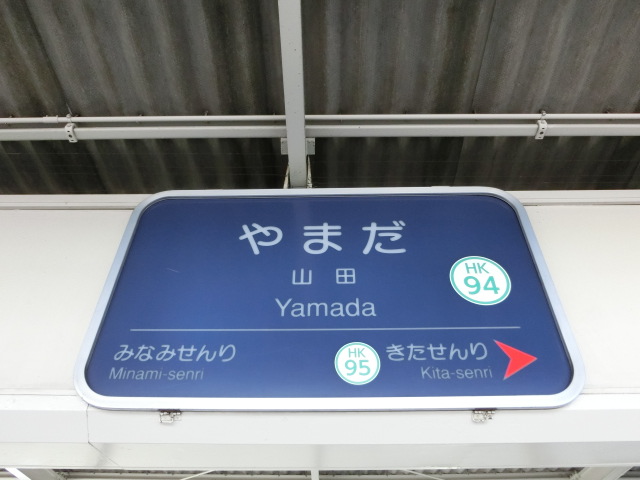 やまだ
山田
HK
94
Yamada
みなみせんり
HK
95
きたせんり
Minami-senri
Kita-senri